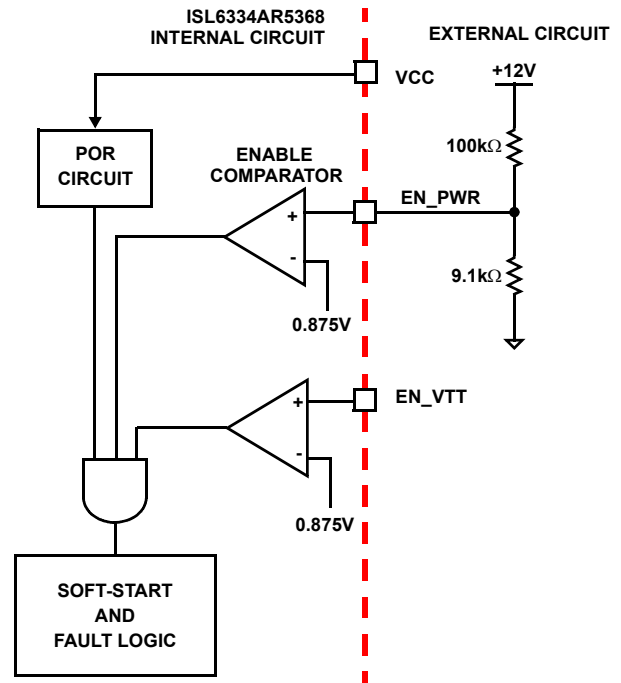 ISL6334AR5368
INTERNAL CIRCUIT
EXTERNAL CIRCUIT
VCC
+12V
100kΩ
POR
CIRCUIT
ENABLE
COMPARATOR
EN_PWR
+
-
9.1kΩ
0.875V
EN_VTT
+
-
0.875V
SOFT-START
AND
FAULT LOGIC